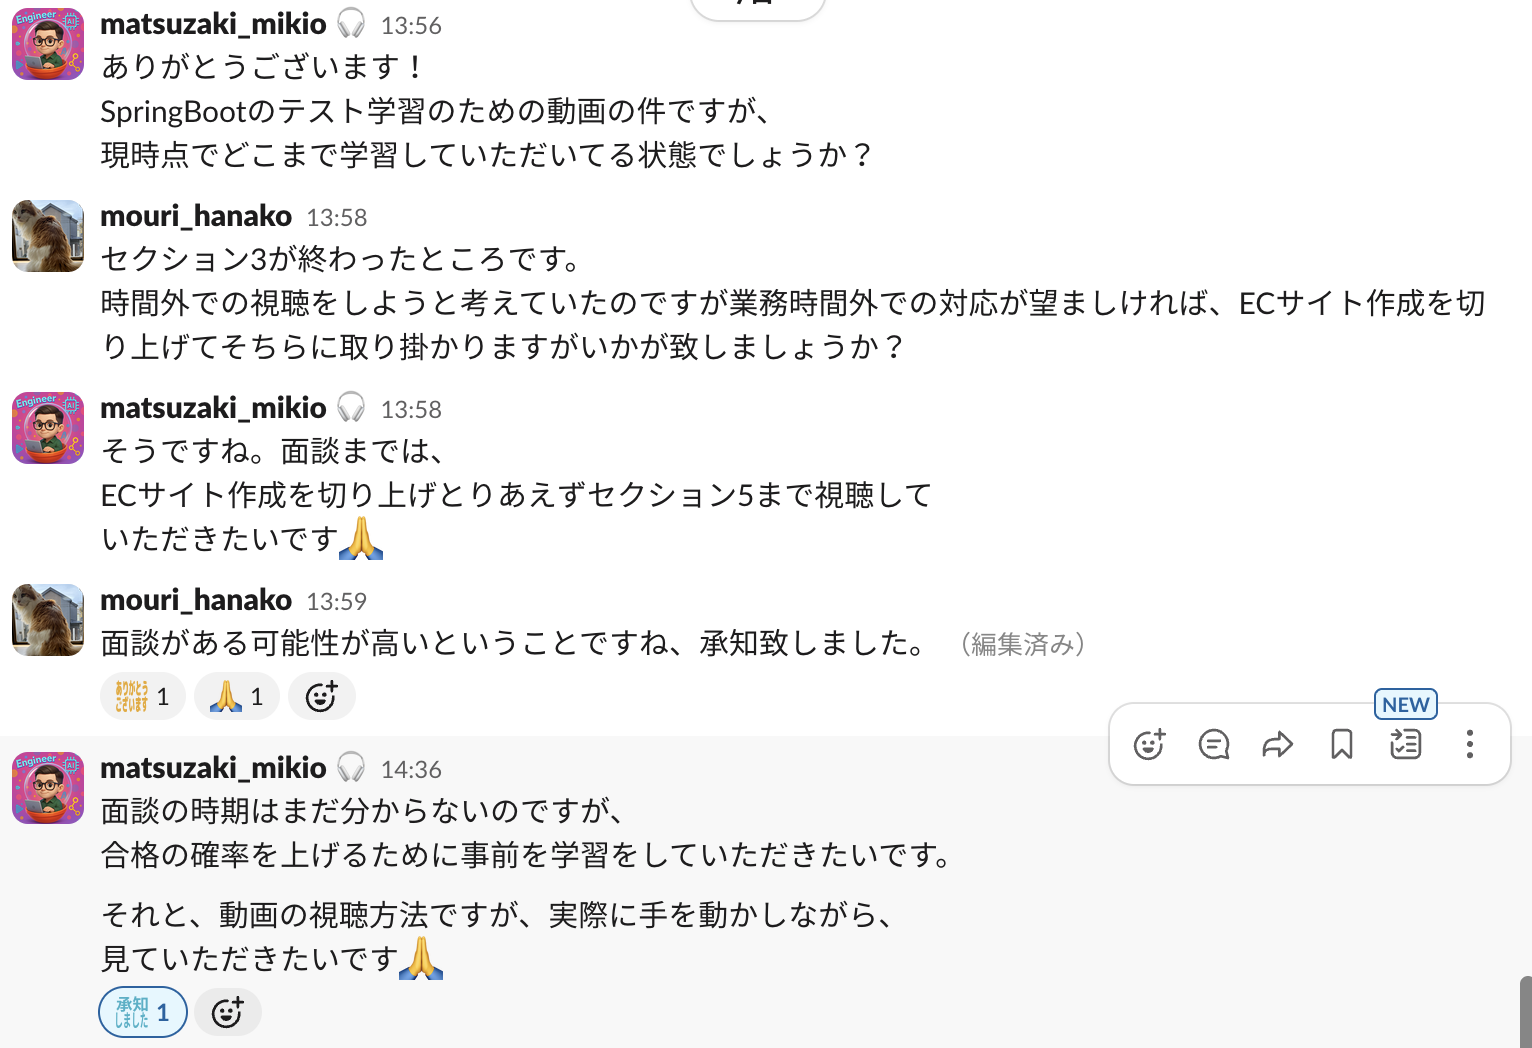 matsuzaki_mikio 13:56
ありがとうございます！
SpringBootのテスト学習のための動画の件ですが、
現時点でどこまで学習していただいてる状態でしょうか？
mouri_hanako 13:58
セクション3が終わったところです。
時間外での視聴をしようと考えていたのですが業務時間外での対応が望ましければ、ECサイト作成を切
り上げてそちらに取り掛かりますがいかが致しましょうか？
matsuzaki_mikio 13:58
そうですね。面談までは、
ECサイト作成を切り上げとりあえずセクション5まで視聴して
いただきたいです🙏
mouri_hanako 13:59
面談がある可能性が高いということですね、承知致しました。 （編集済み）
ありがとう
ございます 1 🙏 1
NEW
matsuzaki_mikio 14:36
面談の時期はまだ分からないのですが、
合格の確率を上げるために事前を学習をしていただきたいです。
それと、動画の視聴方法ですが、実際に手を動かしながら、
見ていただきたいです🙏
承知
しました 1